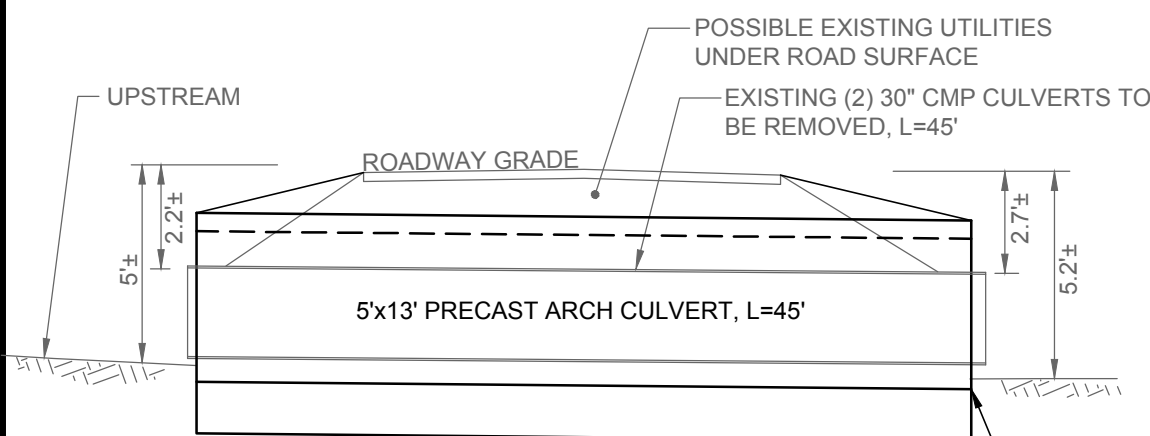 POSSIBLE EXISTING UTILITIES
UNDER ROAD SURFACE
UPSTREAM
EXISTING (2) 30" CMP CULVERTS TO
BE REMOVED, L=45'
ROADWAY GRADE
2.2'±
5'±
2.7'±
5.2'±
5'x13' PRECAST ARCH CULVERT, L=45'